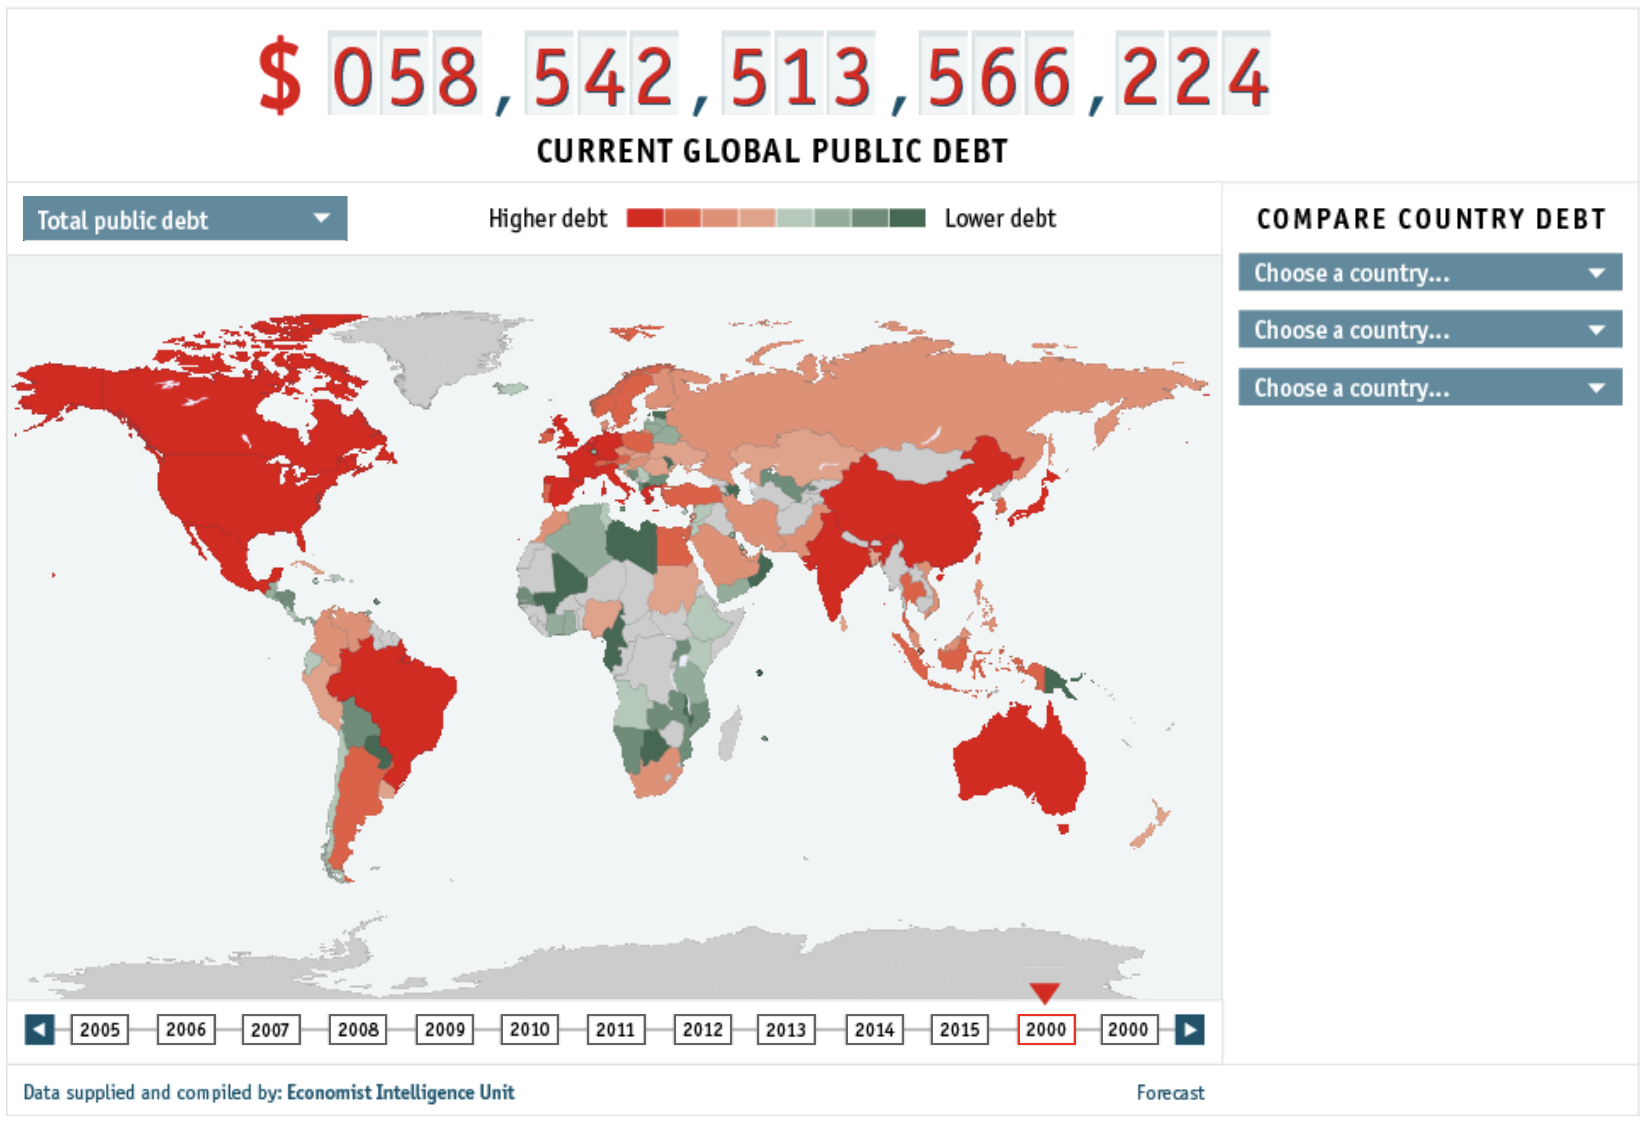 $ 058,542,513,566,224
CURRENT GLOBAL PUBLIC DEBT
Total public debt
Higher debt Lower debt
COMPARE COUNTRY DEBT
Choose a country...
Choose a country...
Choose a country...
2005 2006 2007 2008 2009 2010 2011 2012 2013 2014 2015 2000 2000
Data supplied and compiled by: Economist Intelligence Unit
Forecast